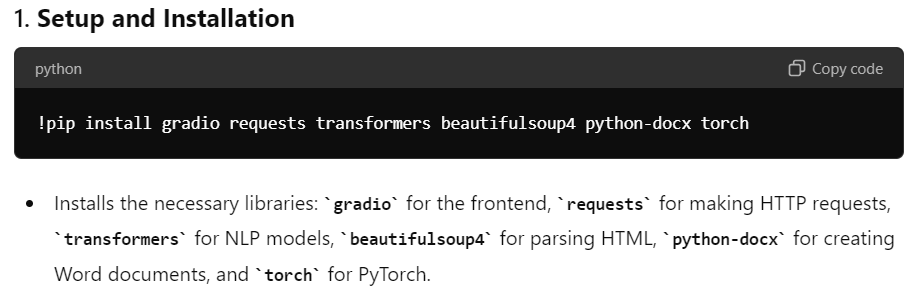 1. Setup and Installation
python
Copy code
!pip install gradio requests transformers beautifulsoup4 python-docx torch
• Installs the necessary libraries: `gradio` for the frontend, `requests` for making HTTP requests,
`transformers` for NLP models, `beautifulsoup4` for parsing HTML, `python-docx` for creating
Word documents, and `torch` for PyTorch.